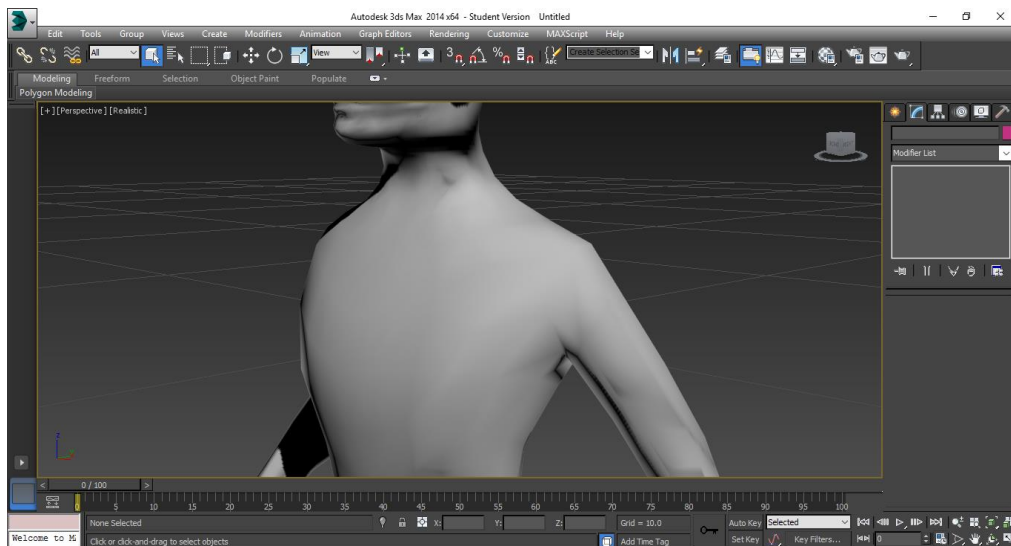 Autodesk 3ds Max 2014 x64 - Student Version Untitled
Edit Tools Group Views Create Modifiers Animation Graph Editors Rendering Customize MAXScript Help
All View Create Selection Se
Modeling Freeform Selection Object Paint Populate
Polygon Modeling
[+] [Perspective] [Realistic]
Modifier List
z
< 0 / 100 >
0 5 10 15 20 25 30 35 40 45 50 55 60 65 70 75 80 85 90 95 100
None Selected X: Y: Z: Grid = 10.0 Auto Key Selected
Welcome to M Click or click-and-drag to select objects Add Time Tag Set Key Key Filters... 0